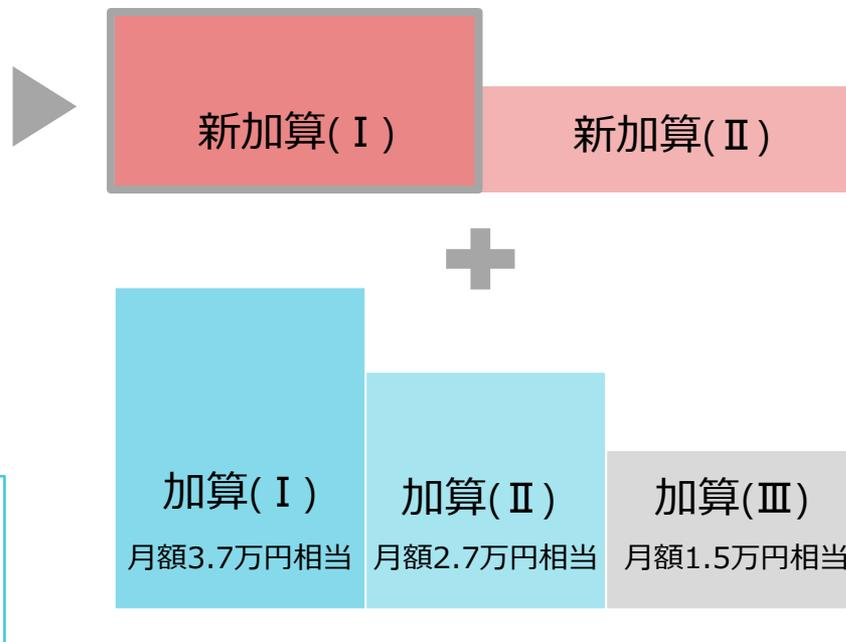 新加算(Ⅰ)
新加算(Ⅱ)
加算(Ⅰ)
月額3.7万円相当
加算(Ⅱ)
月額2.7万円相当
加算(Ⅲ)
月額1.5万円相当